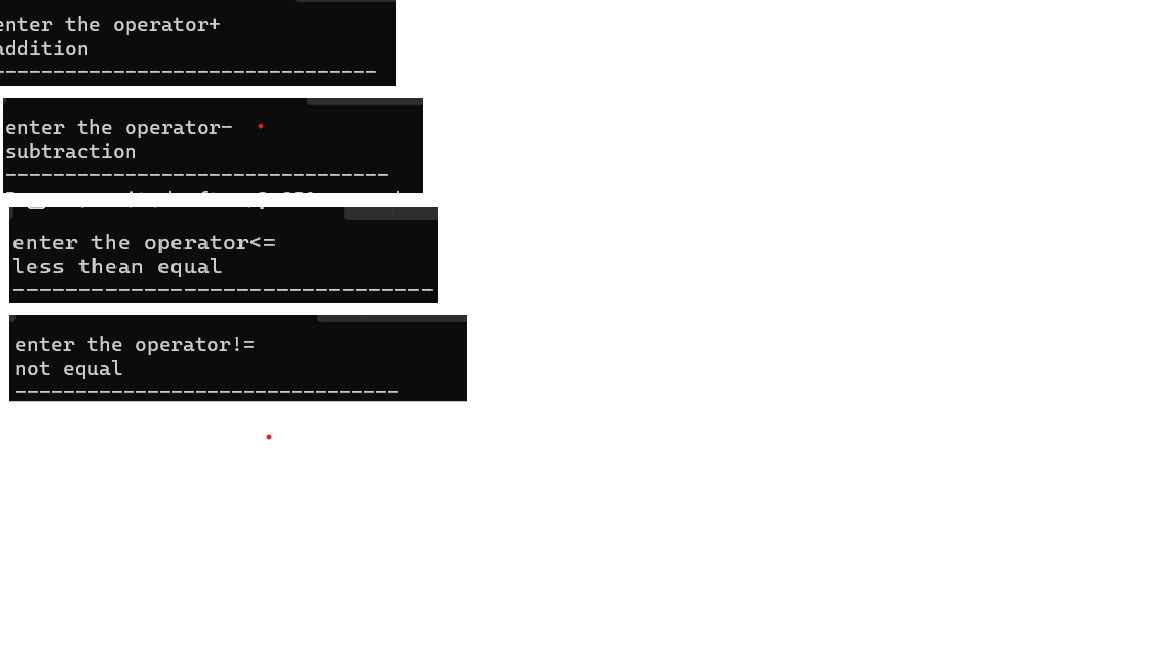 enter the operator+
addition
--------------------------------
enter the operator-
subtraction
--------------------------------
enter the operator<=
less thean equal
--------------------------------
enter the operator!=
not equal
--------------------------------